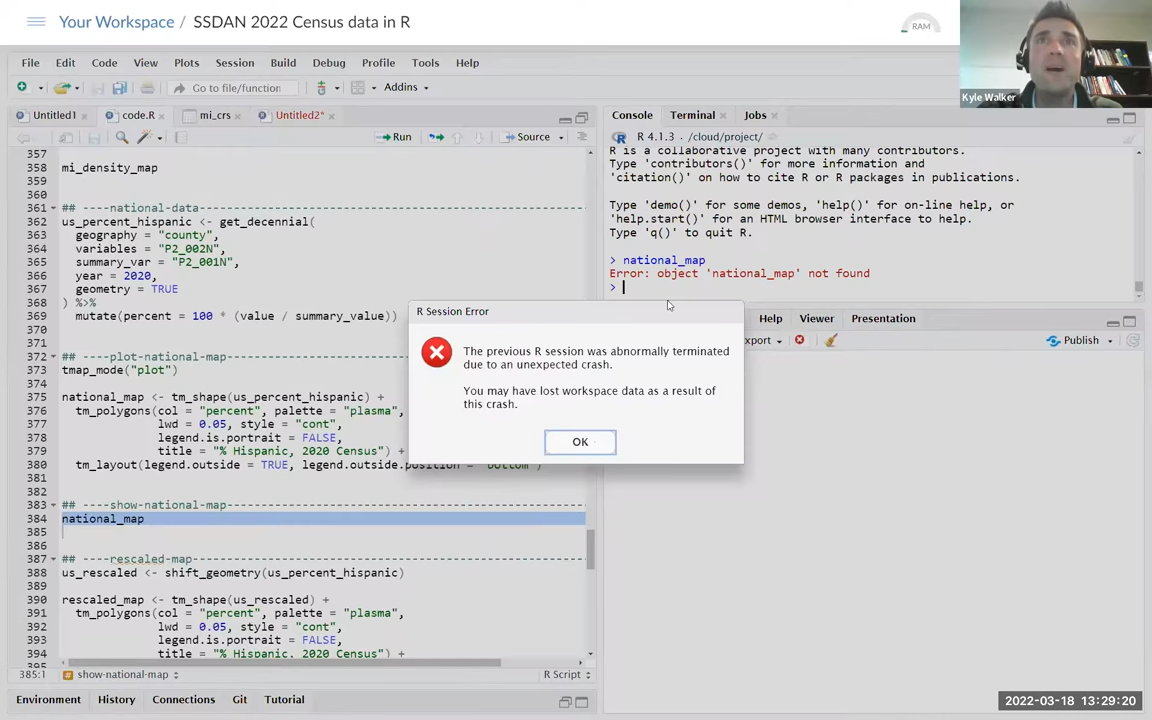 Your Workspace / SSDAN 2022 Census data in R
RAM
Kyle Walker
File Edit Code View Plots Session Build Debug Profile Tools Help
Go to file/function Addins
Untitled1 × code.R × mi_crs × Untitled2* ×
Run Source
357
358 mi_density_map
359
360
361 ## ----national-data----
362 us_percent_hispanic <- get_decennial(
363 geography = "county",
364 variables = "P2_002N",
365 summary_var = "P2_001N",
366 year = 2020,
367 geometry = TRUE
368 ) %>%
369 mutate(percent = 100 * (value / summary_value))
370
371
372 ## ----plot-national-map----
373 tmap_mode("plot")
374
375 national_map <- tm_shape(us_percent_hispanic) +
376 tm_polygons(col = "percent", palette = "plasma",
377 lwd = 0.05, style = "cont",
378 legend.is.portrait = FALSE,
379 title = "% Hispanic, 2020 Census") +
380 tm_layout(legend.outside = TRUE, legend.outside.position = "bottom")
381
382
383 ## ----show-national-map----
384 national_map
385
386
387 ## ----rescaled-map----
388 us_rescaled <- shift_geometry(us_percent_hispanic)
389
390 rescaled_map <- tm_shape(us_rescaled) +
391 tm_polygons(col = "percent", palette = "plasma",
392 lwd = 0.05, style = "cont",
393 legend.is.portrait = FALSE,
394 title = "% Hispanic, 2020 Census") +
395
385:1 # show-national-map R Script
Environment History Connections Git Tutorial
Console Terminal × Jobs ×
R 4.1.3 · /cloud/project/
R is a collaborative project with many contributors.
Type 'contributors()' for more information and
'citation()' on how to cite R or R packages in publications.
Type 'demo()' for some demos, 'help()' for on-line help, or
'help.start()' for an HTML browser interface to help.
Type 'q()' to quit R.
> national_map
Error: object 'national_map' not found
>
Help Viewer Presentation
xport Publish
R Session Error
The previous R session was abnormally terminated
due to an unexpected crash.
You may have lost workspace data as a result of
this crash.
OK
2022-03-18 13:29:20